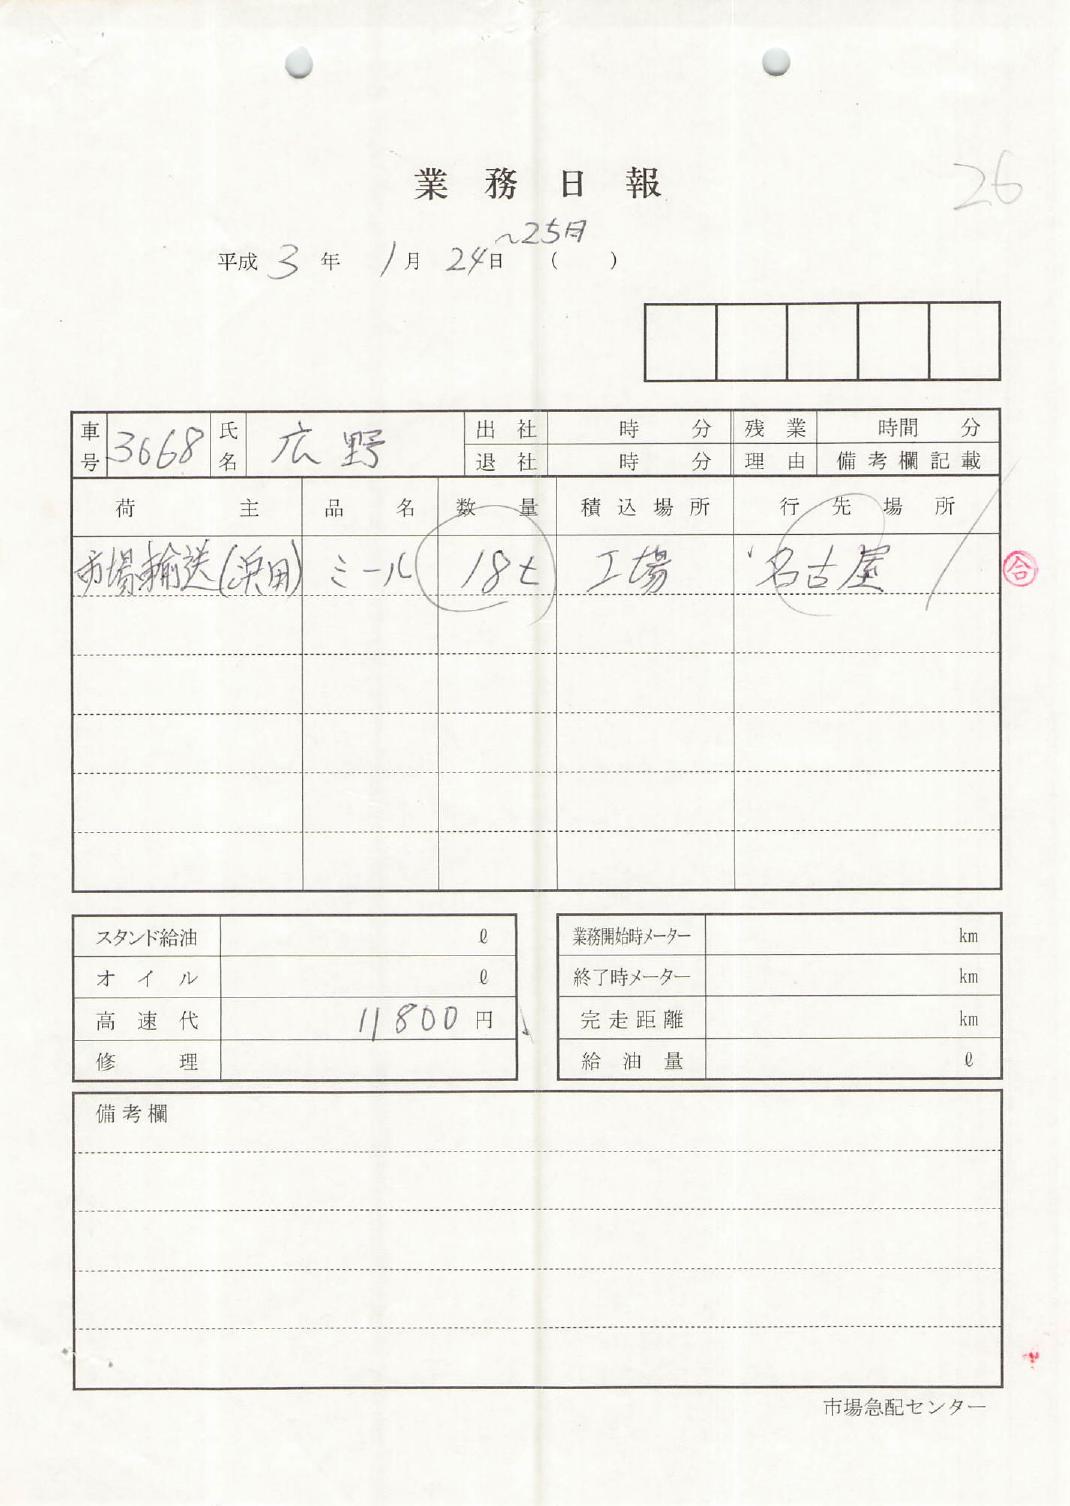 26
業務日報
～25日
平成 3 年 1 月 24 日 ( )
車号 3668 氏名 広野 出社 時 分 残業 時間 分
退社 時 分 理由 備考欄記載
荷主 品名 数量 積込場所 行先場所
市場輸送(浜田) ミール 18t 工場 名古屋 合
スタンド給油 ℓ 業務開始時メーター km
オイル ℓ 終了時メーター km
高速代 11800 円 完走距離 km
修理 給油量 ℓ
備考欄
市場急配センター